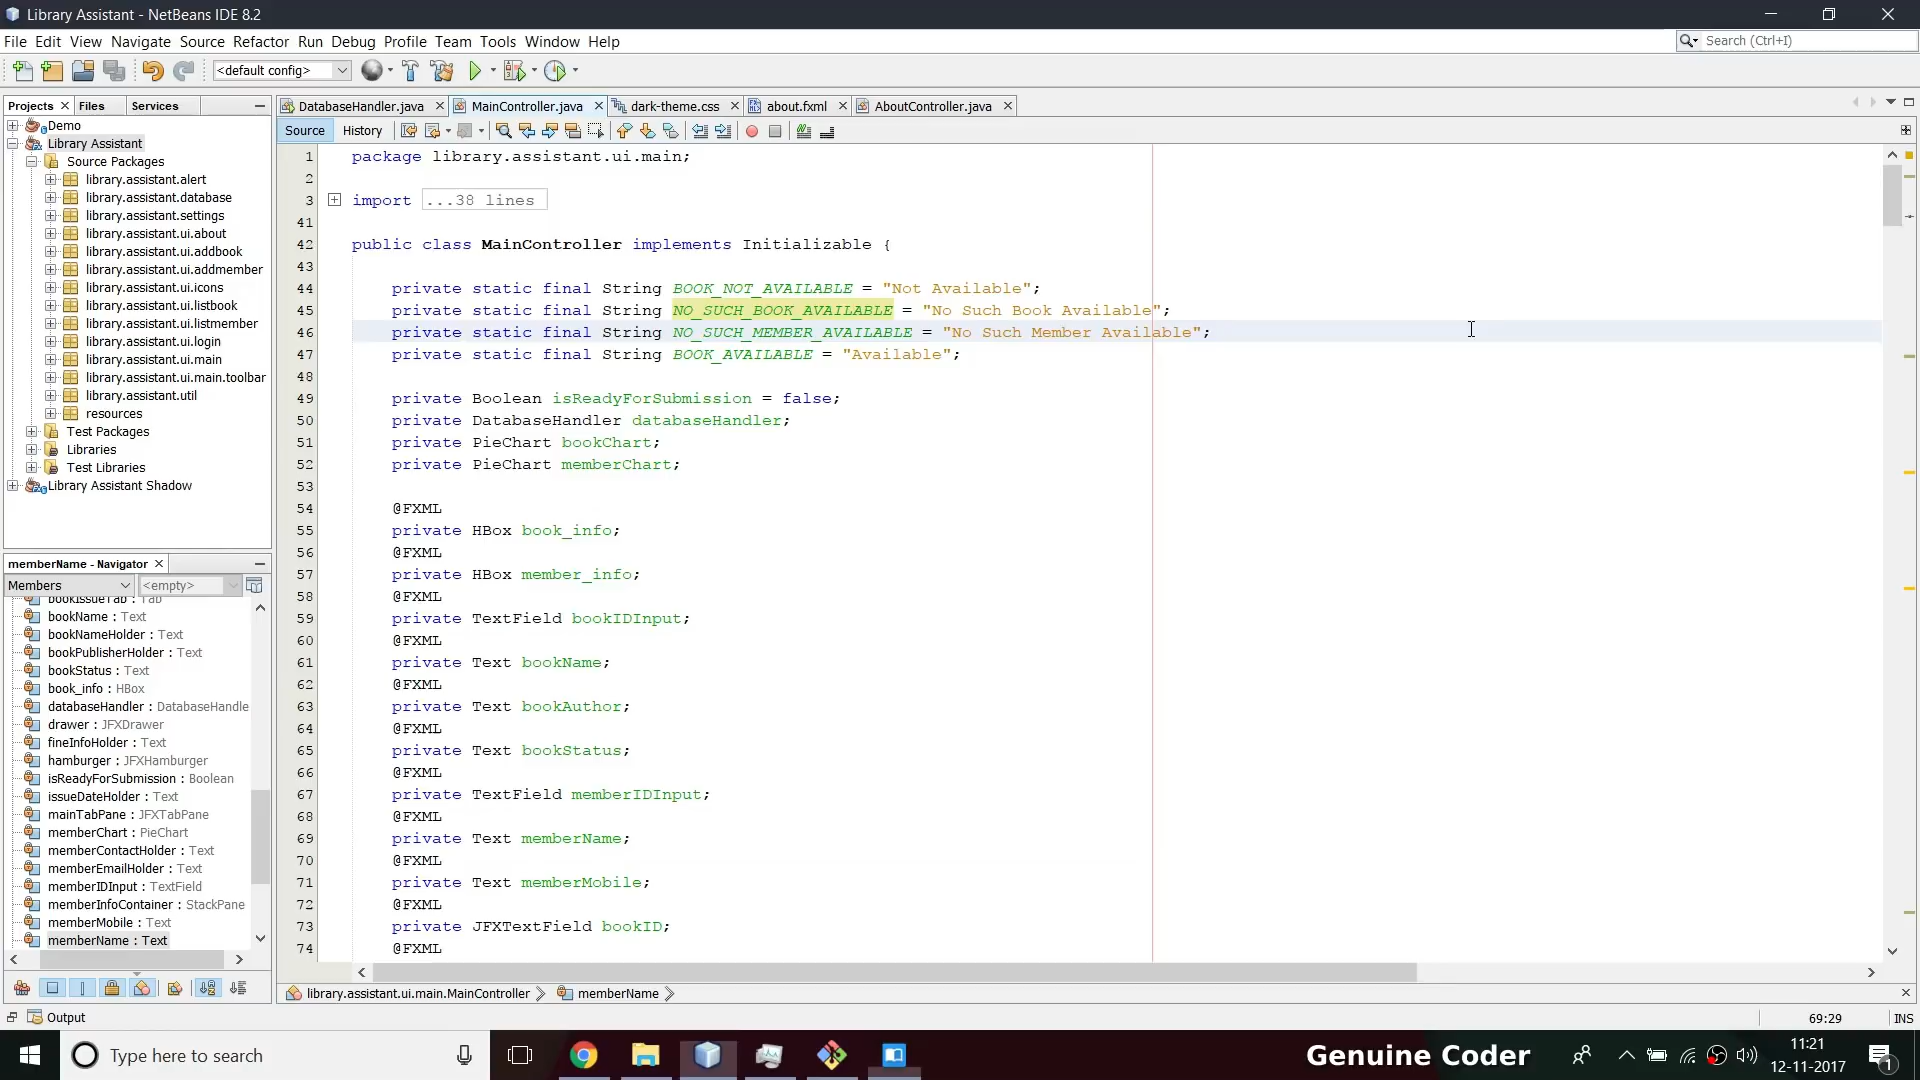 Library Assistant - NetBeans IDE 8.2
File Edit View Navigate Source Refactor Run Debug Profile Team Tools Window Help
Search (Ctrl+I)
<default config>
Projects Files Services
DatabaseHandler.java MainController.java dark-theme.css about.fxml AboutController.java
Source History
Demo
Library Assistant
Source Packages
library.assistant.alert
library.assistant.database
library.assistant.settings
library.assistant.ui.about
library.assistant.ui.addbook
library.assistant.ui.addmember
library.assistant.ui.icons
library.assistant.ui.listbook
library.assistant.ui.listmember
library.assistant.ui.login
library.assistant.ui.main
library.assistant.ui.main.toolbar
library.assistant.util
resources
Test Packages
Libraries
Test Libraries
Library Assistant Shadow
memberName - Navigator
Members <empty>
bookIssueTab : Tab
bookName : Text
bookNameHolder : Text
bookPublisherHolder : Text
bookStatus : Text
book_info : HBox
databaseHandler : DatabaseHandle
drawer : JFXDrawer
fineInfoHolder : Text
hamburger : JFXHamburger
isReadyForSubmission : Boolean
issueDateHolder : Text
mainTabPane : JFXTabPane
memberChart : PieChart
memberContactHolder : Text
memberEmailHolder : Text
memberIDInput : TextField
memberInfoContainer : StackPane
memberMobile : Text
memberName : Text
1 package library.assistant.ui.main;
2
3 import ...38 lines
41
42 public class MainController implements Initializable {
43
44 private static final String BOOK_NOT_AVAILABLE = "Not Available";
45 private static final String NO_SUCH_BOOK_AVAILABLE = "No Such Book Available";
46 private static final String NO_SUCH_MEMBER_AVAILABLE = "No Such Member Available";
47 private static final String BOOK_AVAILABLE = "Available";
48
49 private Boolean isReadyForSubmission = false;
50 private DatabaseHandler databaseHandler;
51 private PieChart bookChart;
52 private PieChart memberChart;
53
54 @FXML
55 private HBox book_info;
56 @FXML
57 private HBox member_info;
58 @FXML
59 private TextField bookIDInput;
60 @FXML
61 private Text bookName;
62 @FXML
63 private Text bookAuthor;
64 @FXML
65 private Text bookStatus;
66 @FXML
67 private TextField memberIDInput;
68 @FXML
69 private Text memberName;
70 @FXML
71 private Text memberMobile;
72 @FXML
73 private JFXTextField bookID;
74 @FXML
library.assistant.ui.main.MainController memberName
Output
69:29 INS
Type here to search
Genuine Coder
11:21
12-11-2017
1